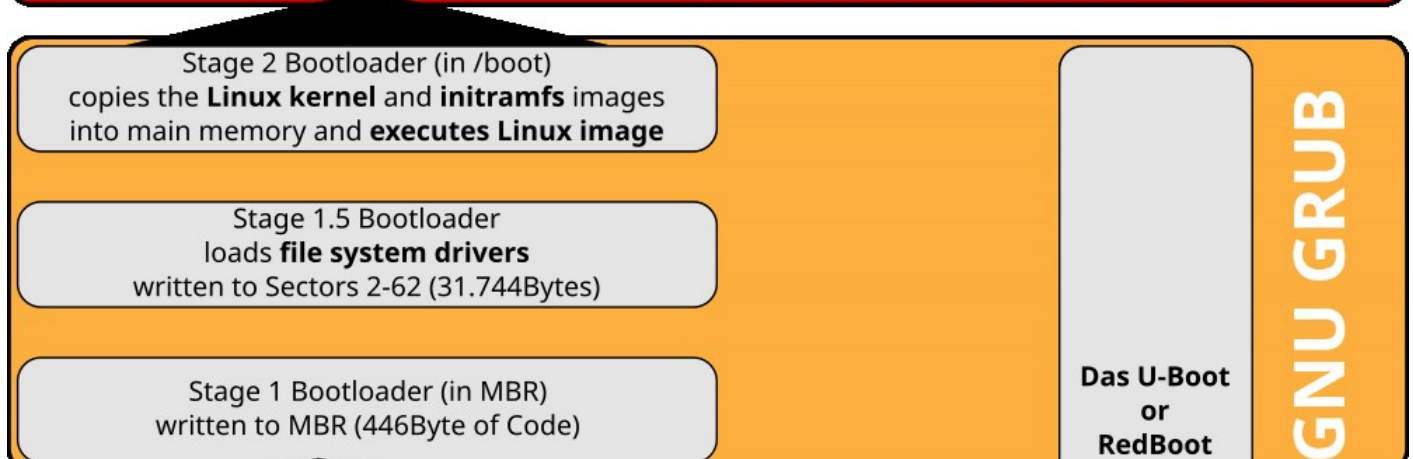 Stage 2 Bootloader (in /boot)
copies the Linux kernel and initramfs images
into main memory and executes Linux image
Stage 1.5 Bootloader
loads file system drivers
written to Sectors 2-62 (31.744Bytes)
Stage 1 Bootloader (in MBR)
written to MBR (446Byte of Code)
Das U-Boot
or
RedBoot
GNU GRUB